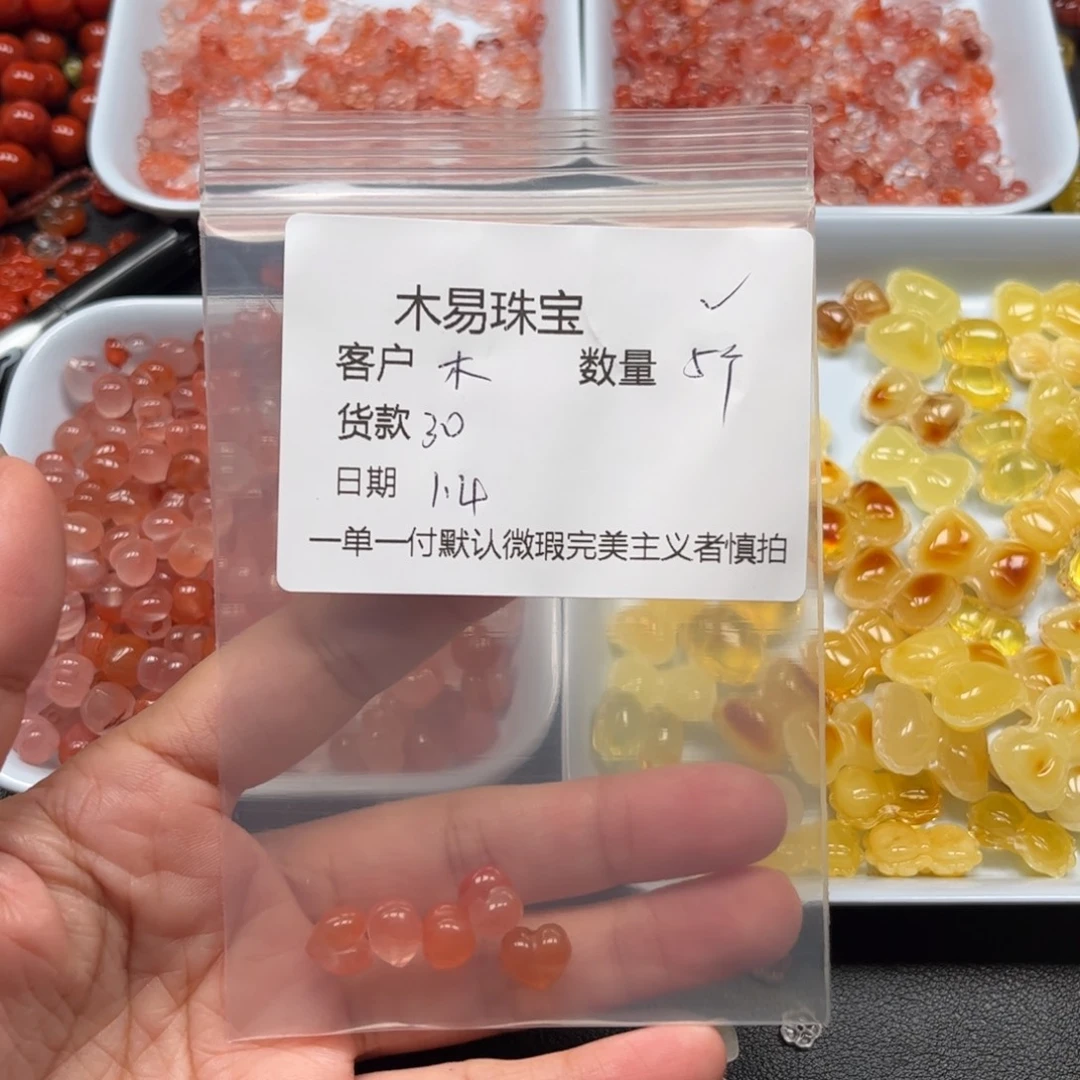 木易珠宝 ✓
客户 木 数量 5个
货款 30
日期 1.4
一单一付默认微瑕完美主义者慎拍